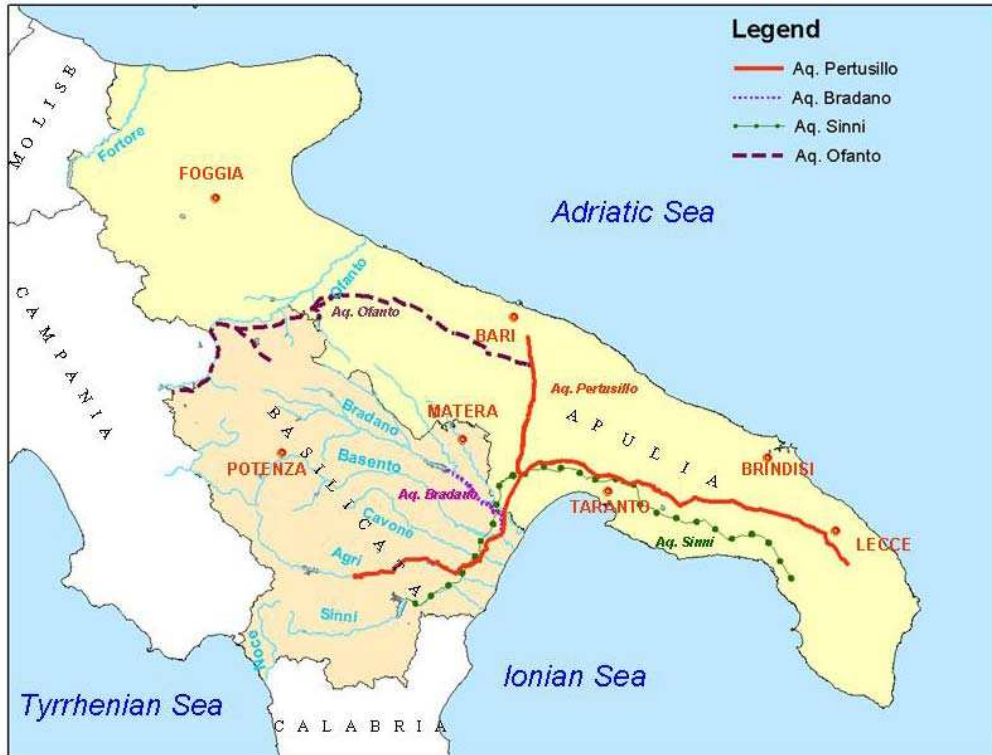 Legend
Aq. Pertusillo
Aq. Bradano
Aq. Sinni
Aq. Ofanto
MOLISE
Fortore
FOGGIA
Adriatic Sea
CAMPANIA
Ofanto
Aq. Ofanto
BARI
Aq. Pertusillo
APULIA
BASILICATA
Bradano
MATERA
POTENZA
Basento
BRINDISI
Aq. Bradano
TARANTO
Cavone
Aq. Sinni
LECCE
Agri
Sinni
Noce
Ionian Sea
Tyrrhenian Sea
CALABRIA